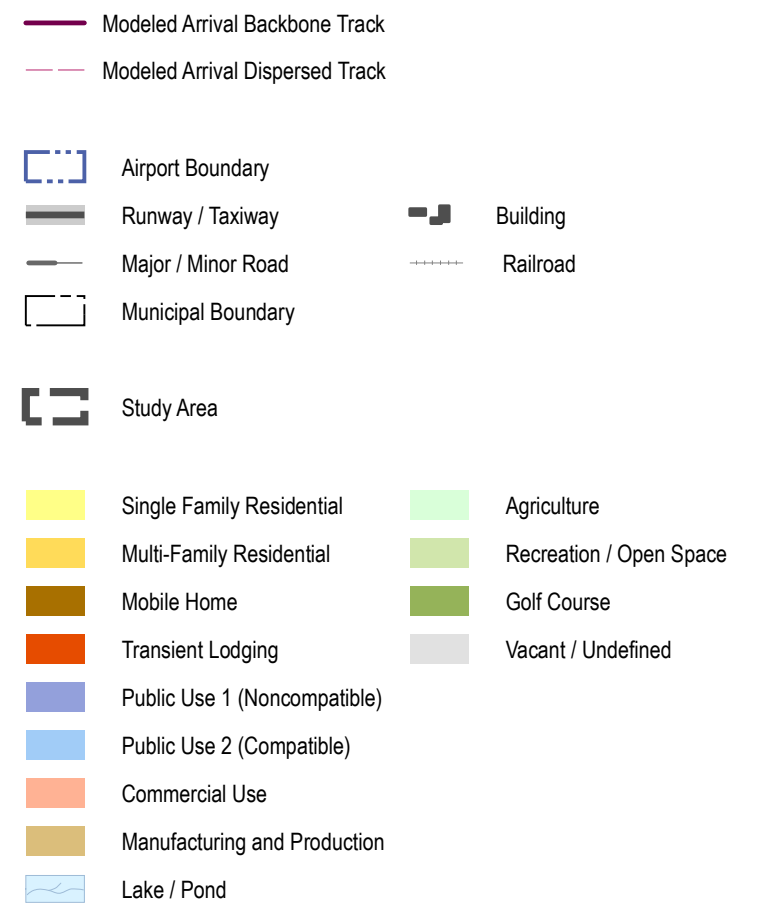 Modeled Arrival Backbone Track
Modeled Arrival Dispersed Track
Airport Boundary
Runway / Taxiway
Building
Major / Minor Road
Railroad
Municipal Boundary
Study Area
Single Family Residential
Agriculture
Multi-Family Residential
Recreation / Open Space
Mobile Home
Golf Course
Transient Lodging
Vacant / Undefined
Public Use 1 (Noncompatible)
Public Use 2 (Compatible)
Commercial Use
Manufacturing and Production
Lake / Pond